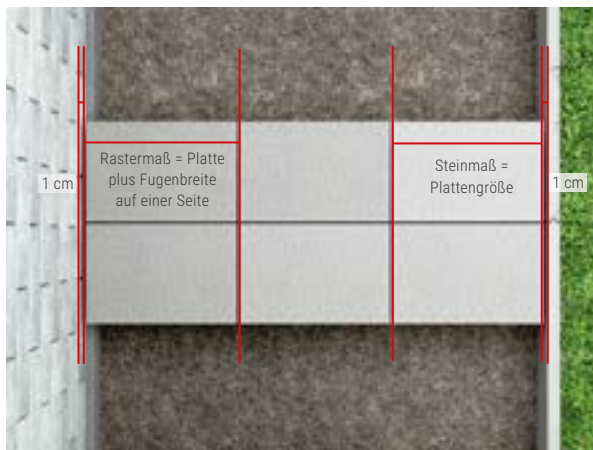 Rastermaß = Platte
plus Fugenbreite
auf einer Seite
Steinmaß =
Plattengröße
1 cm
1 cm